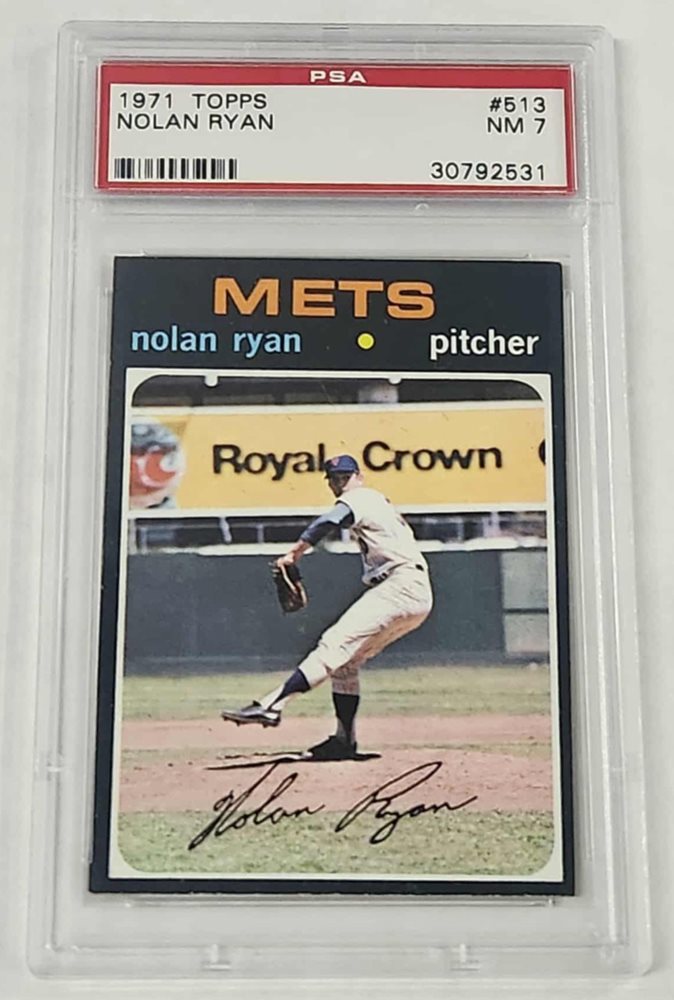 PSA
1971 TOPPS #513
NOLAN RYAN NM 7
30792531
METS
nolan ryan pitcher
Royal Crown
Nolan Ryan